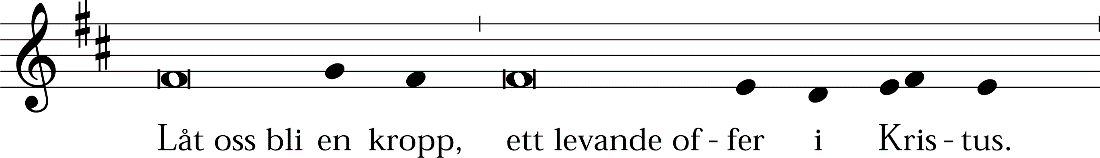 Låt oss bli en kropp, ett levande of - fer i Kris - tus.